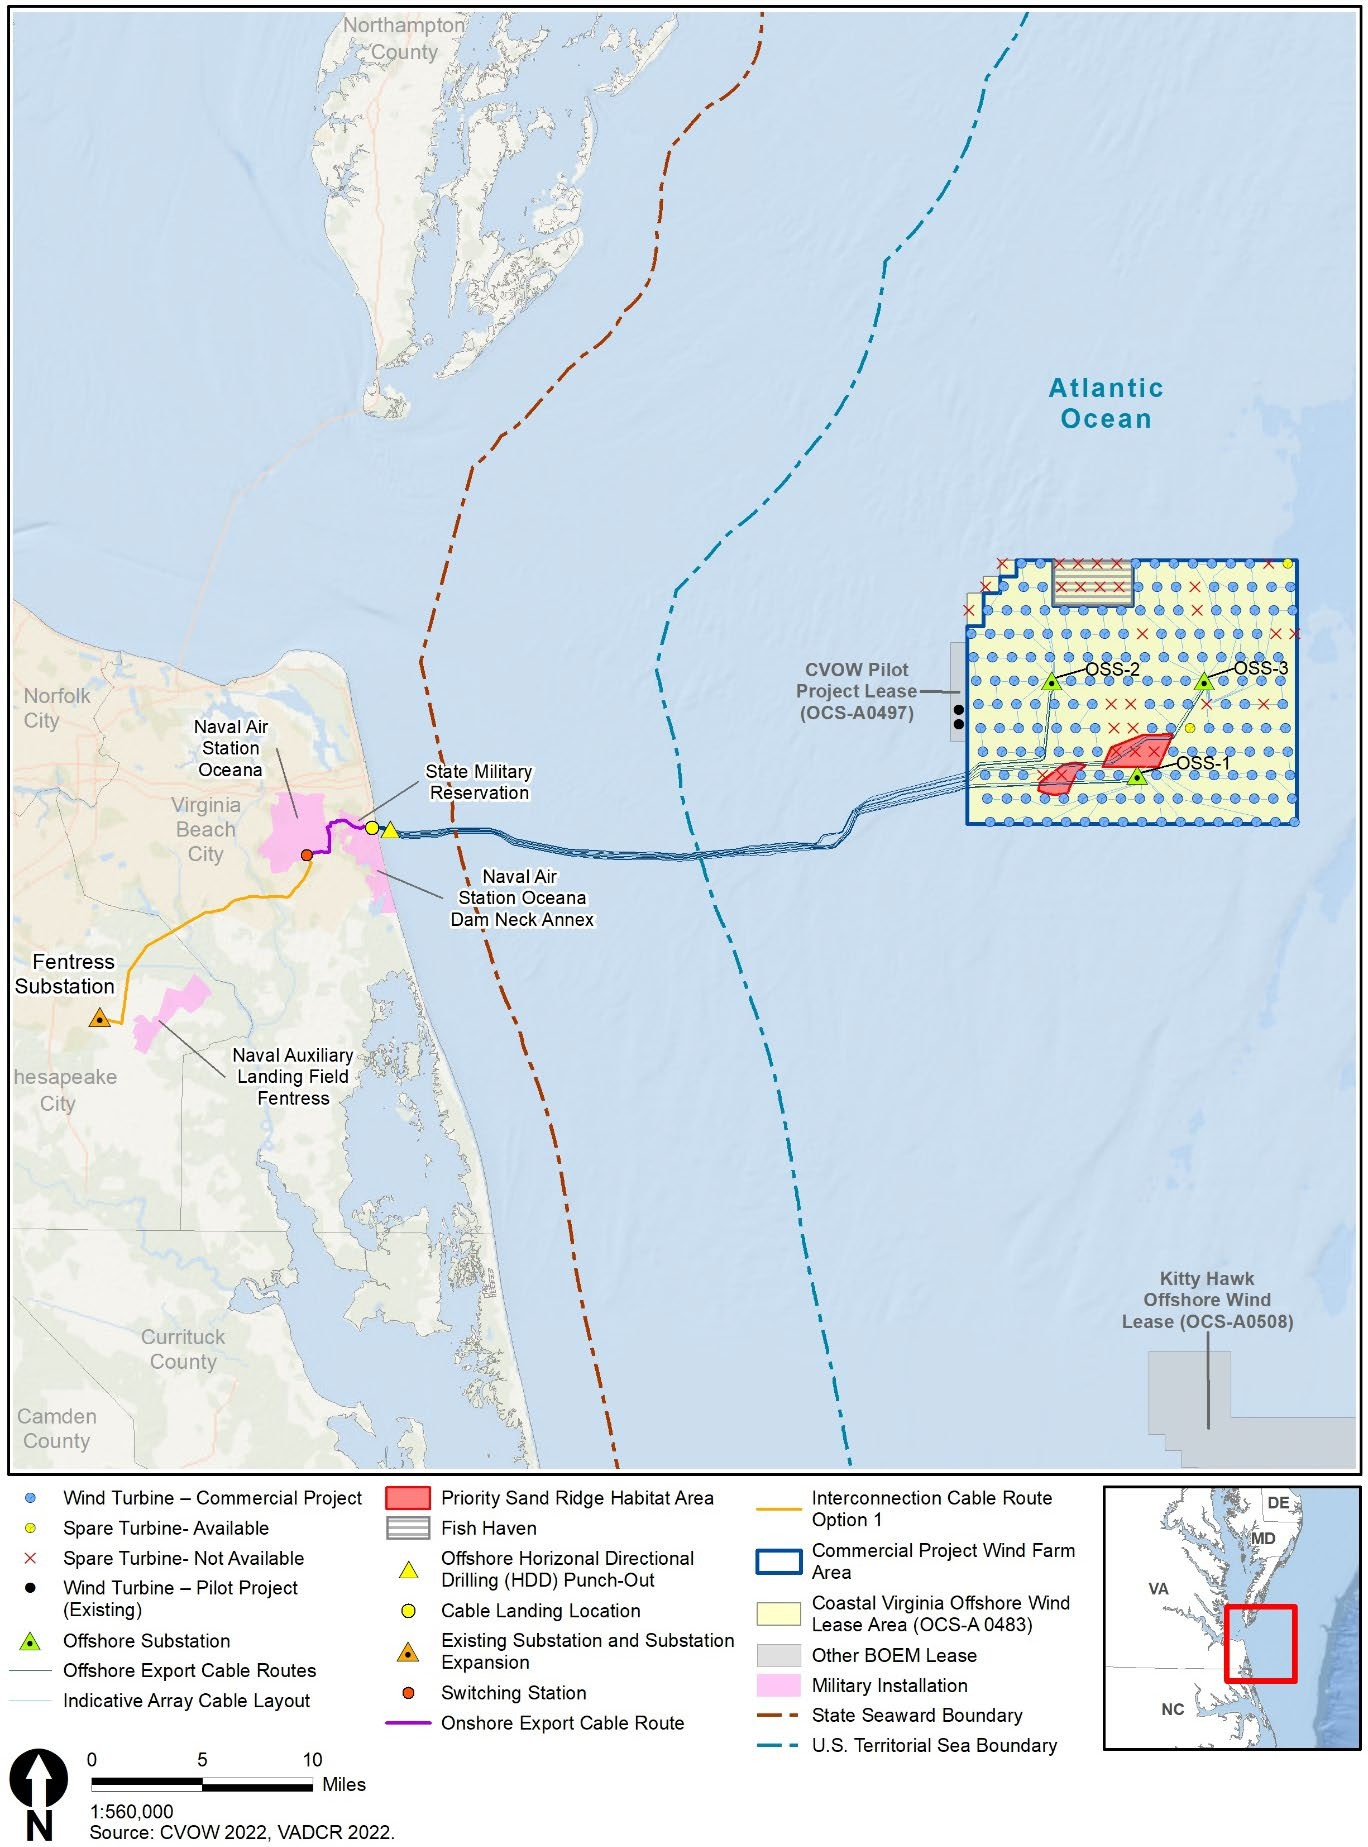 Northampton
County
Atlantic
Ocean
CVOW Pilot
Project Lease
(OCS-A0497)
OSS-2
OSS-3
OSS-1
Norfolk
City
Naval Air
Station
Oceana
State Military
Reservation
Virginia
Beach
City
Naval Air
Station Oceana
Dam Neck Annex
Fentress
Substation
Naval Auxiliary
Landing Field
Fentress
hesapeake
City
Kitty Hawk
Offshore Wind
Lease (OCS-A0508)
Currituck
County
Camden
County
Wind Turbine – Commercial Project
Spare Turbine- Available
Spare Turbine- Not Available
Wind Turbine – Pilot Project
(Existing)
Offshore Substation
Offshore Export Cable Routes
Indicative Array Cable Layout
Priority Sand Ridge Habitat Area
Fish Haven
Offshore Horizonal Directional
Drilling (HDD) Punch-Out
Cable Landing Location
Existing Substation and Substation
Expansion
Switching Station
Onshore Export Cable Route
Interconnection Cable Route
Option 1
Commercial Project Wind Farm
Area
Coastal Virginia Offshore Wind
Lease Area (OCS-A 0483)
Other BOEM Lease
Military Installation
State Seaward Boundary
U.S. Territorial Sea Boundary
DE
MD
VA
NC
N
0 5 10
Miles
1:560,000
Source: CVOW 2022, VADCR 2022.